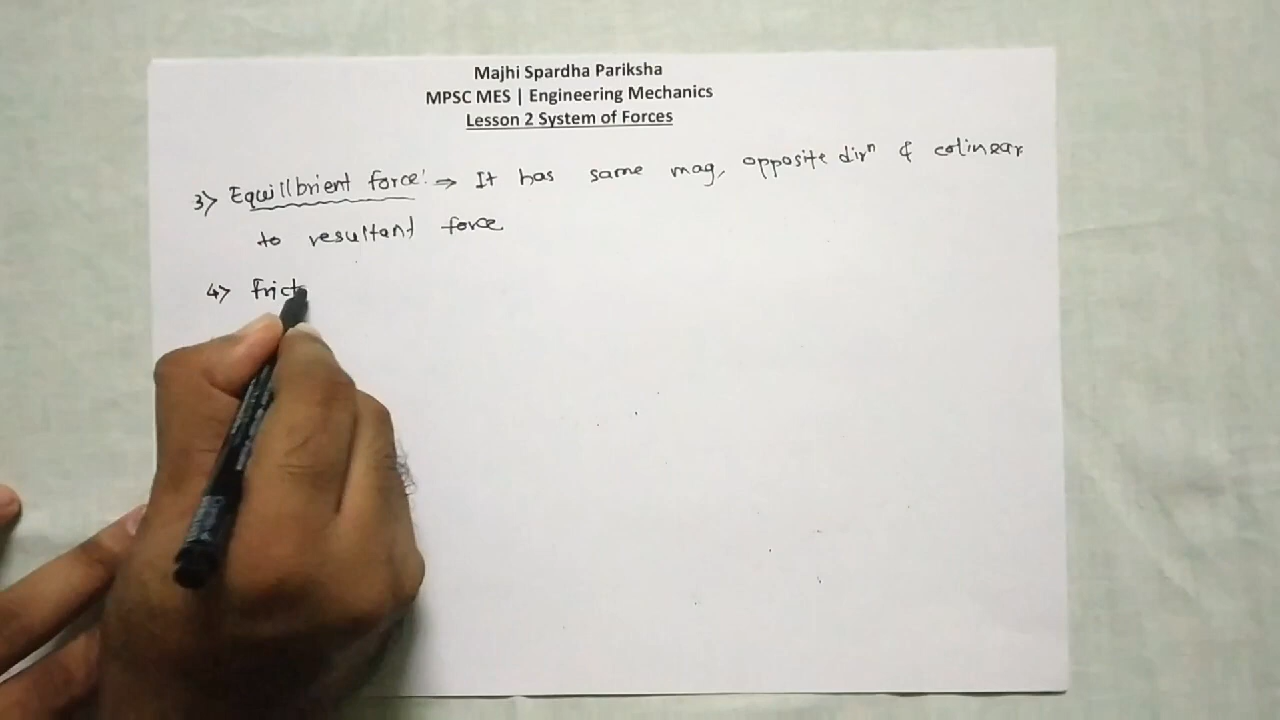 Majhi Spardha Pariksha
MPSC MES | Engineering Mechanics
Lesson 2 System of Forces
3> Equillbrient force: → It has same mag, opposite dirⁿ & colinear
to resultant force
4> Frict